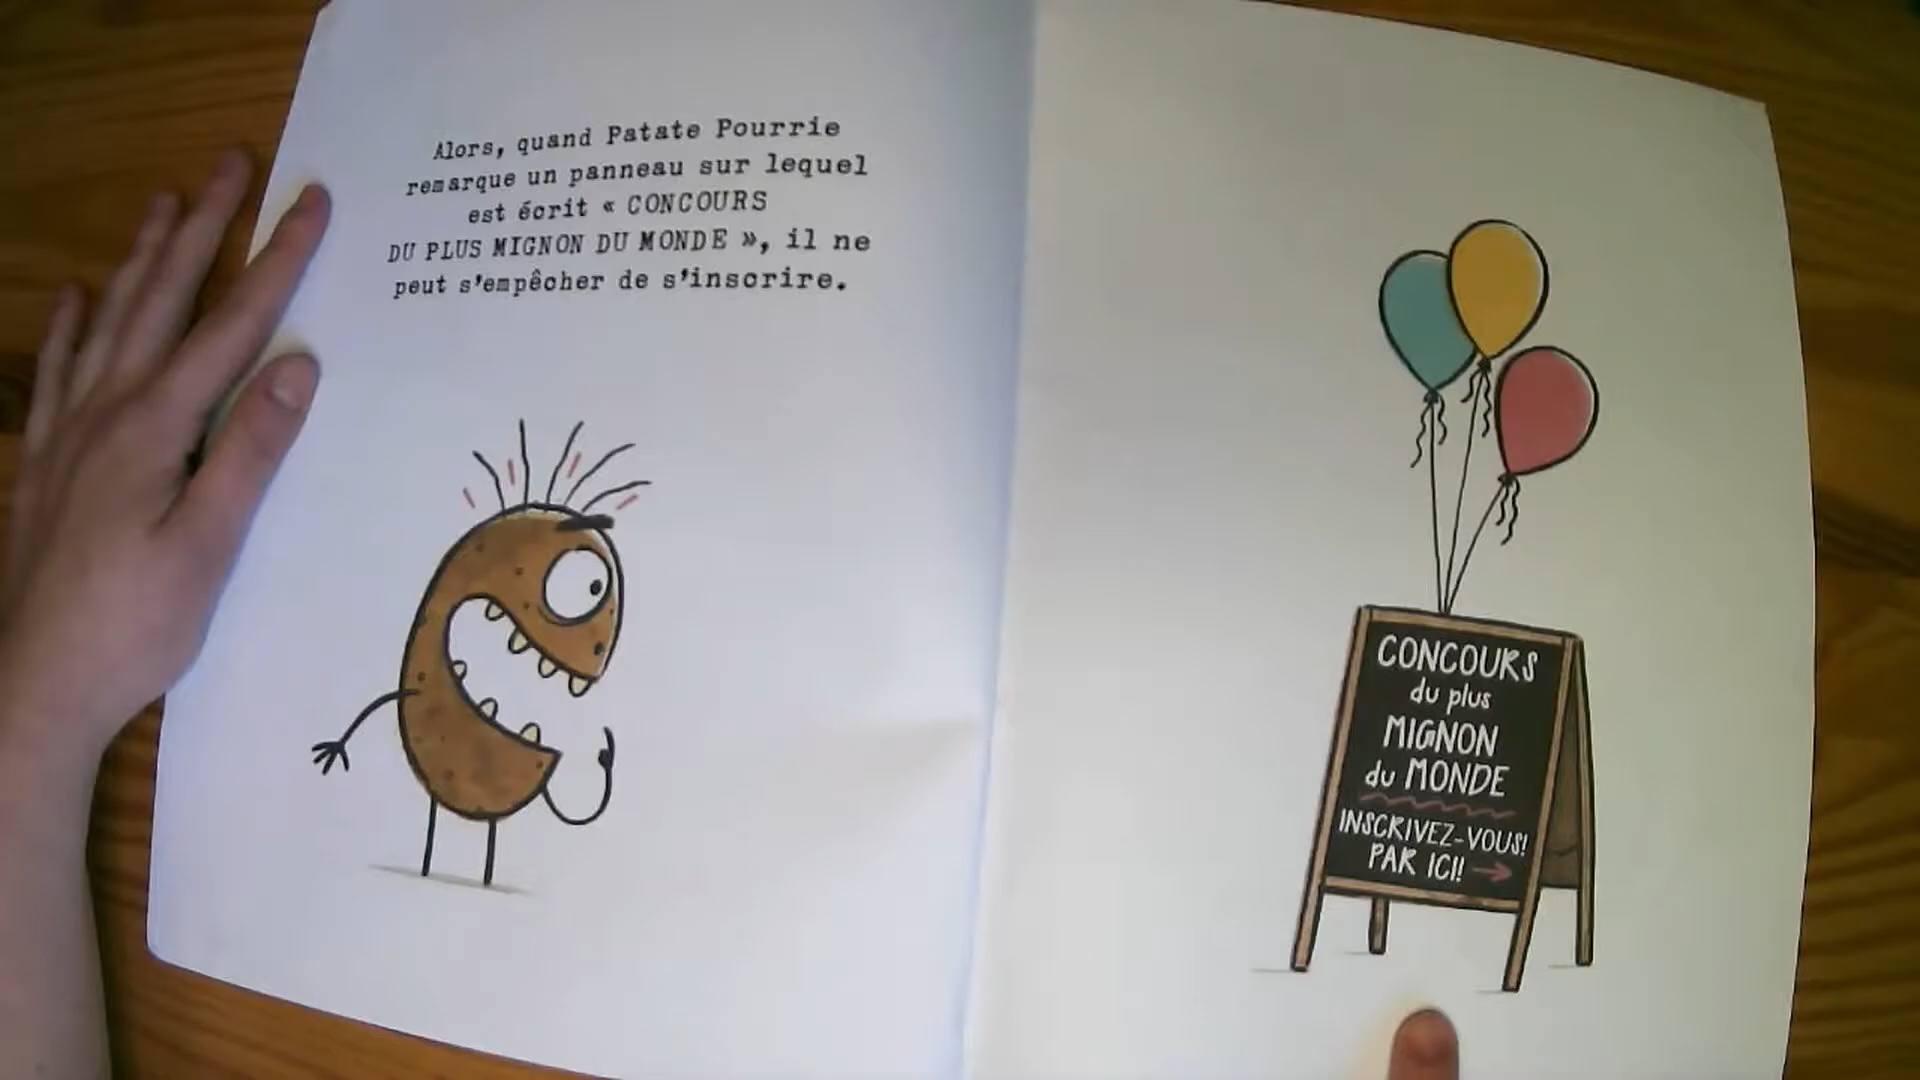 Alors, quand Patate Pourrie
remarque un panneau sur lequel
est écrit « CONCOURS
DU PLUS MIGNON DU MONDE », il ne
peut s'empêcher de s'inscrire.
CONCOURS
du plus
MIGNON
du MONDE
INSCRIVEZ-VOUS!
PAR ICI!